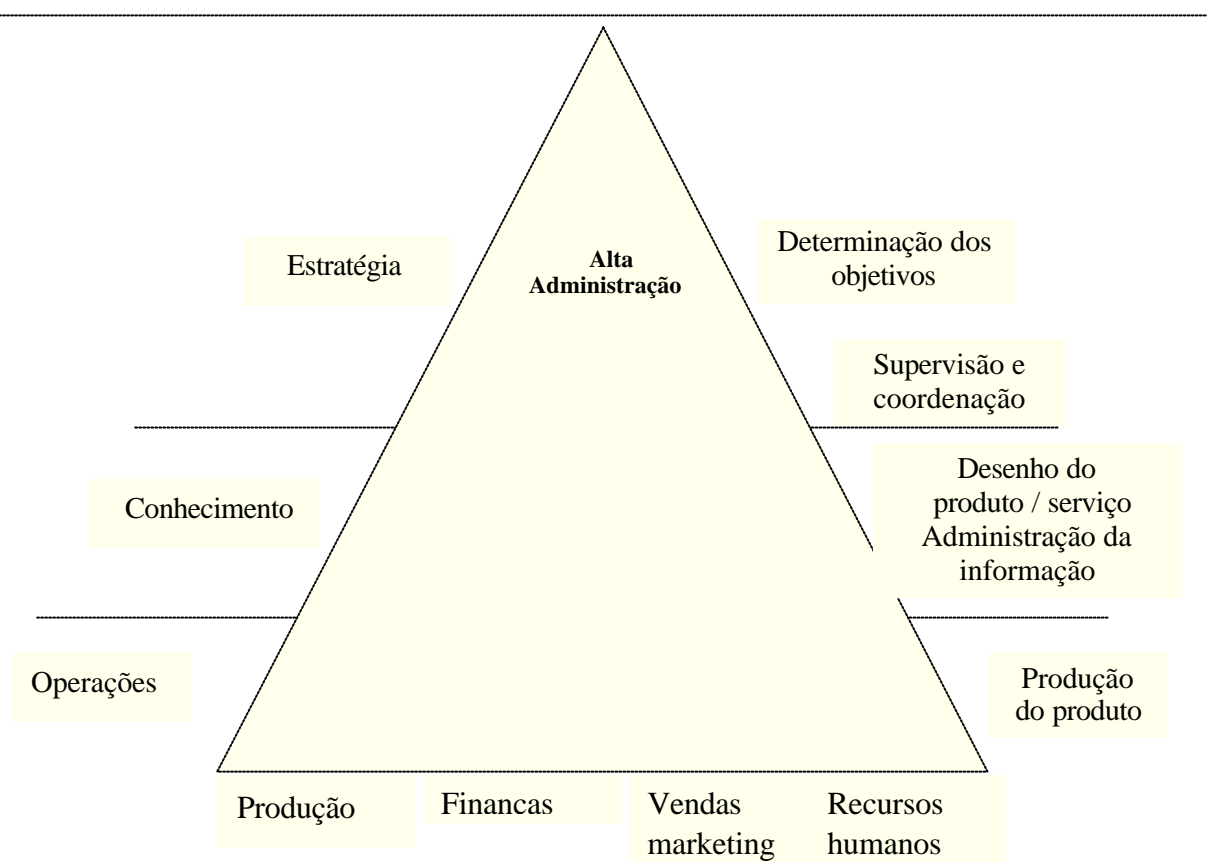 Estratégia
Alta
Administração
Determinação dos
objetivos
Supervisão e
coordenação
Conhecimento
Desenho do
produto / serviço
Administração da
informação
Operações
Produção
do produto
Produção
Financas
Vendas
marketing
Recursos
humanos